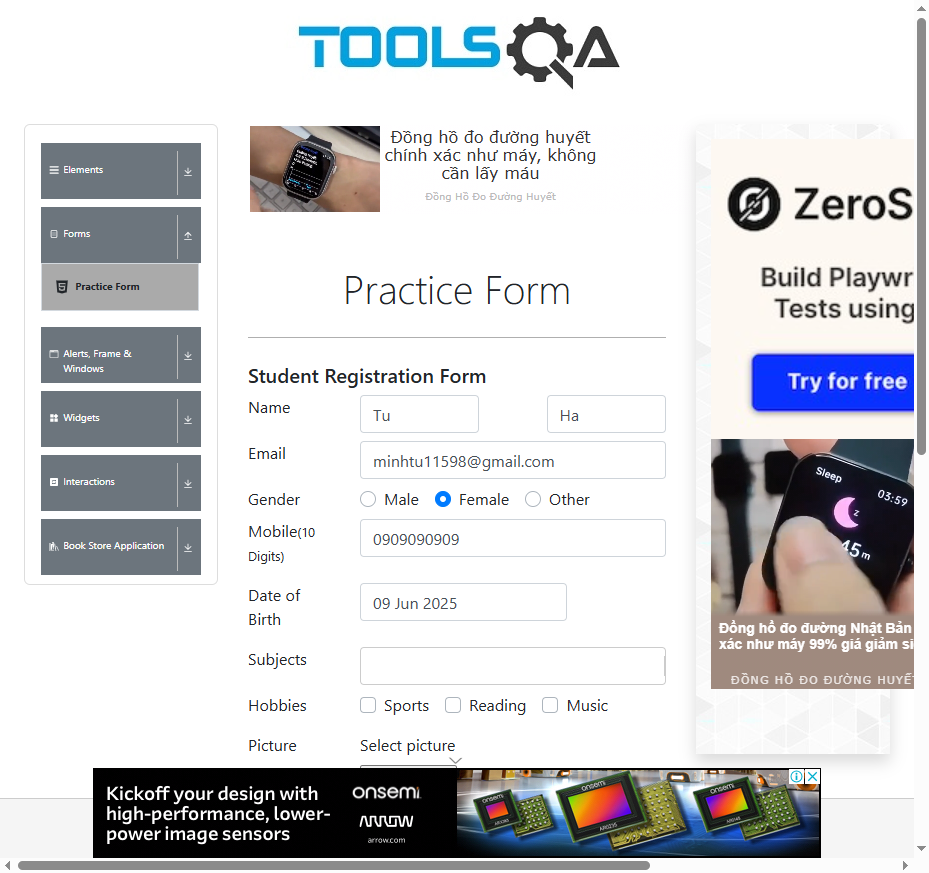 TOOLSQA
Elements
Forms
Practice Form
Alerts, Frame &
Windows
Widgets
Interactions
Book Store Application
Đồng hồ đo đường huyết
chính xác như máy, không
cần lấy máu
Đồng Hồ Đo Đường Huyết
Practice Form
Student Registration Form
Name
Tu
Ha
Email
minhtu11598@gmail.com
Gender
Male
Female
Other
Mobile(10
Digits)
0909090909
Date of
Birth
09 Jun 2025
Subjects
Hobbies
Sports
Reading
Music
Picture
Select picture
ZeroS
Build Playwr
Tests using
Try for free
Sleep
03:59
z
45m
Đồng hồ đo đường Nhật Bản
xác như máy 99% giá giảm si
ĐỒNG HỒ ĐO ĐƯỜNG HUYẾT
Kickoff your design with
high-performance, lower-
power image sensors
onsemi
ARROW
arrow.com
onsemi
onsemi
onsemi